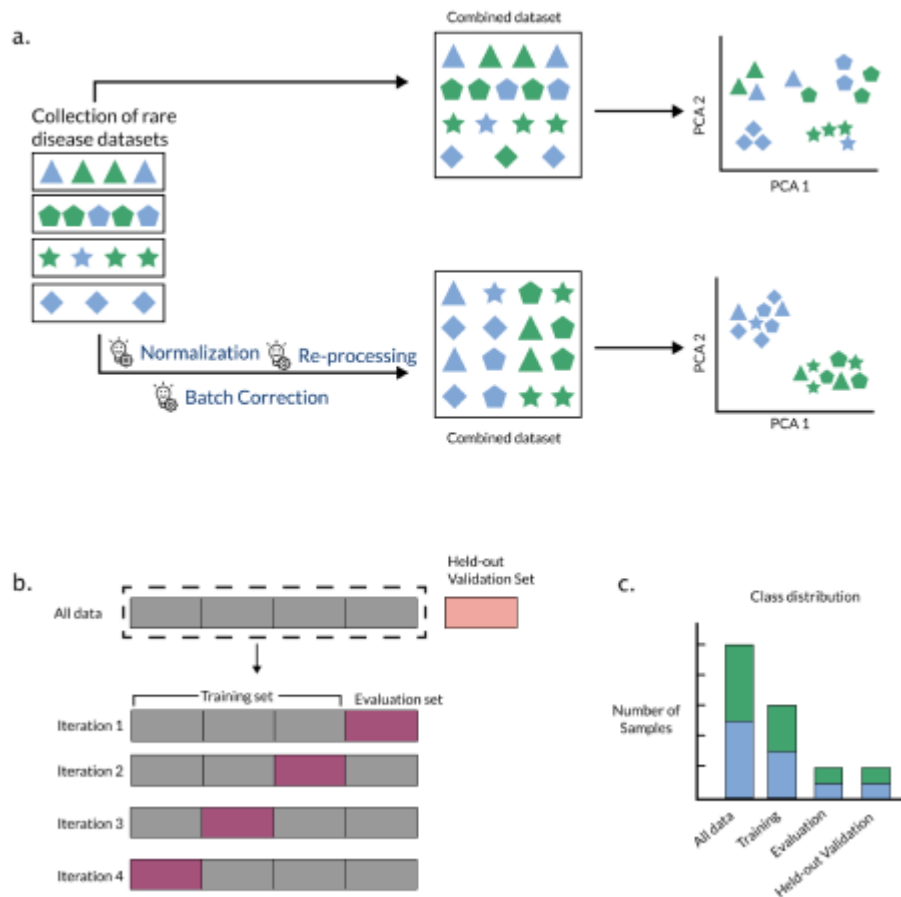 a.
Combined dataset
Collection of rare
disease datasets
PCA 2
PCA 1
Normalization
Re-processing
Batch Correction
Combined dataset
PCA 2
PCA 1
b.
All data
Held-out
Validation Set
Training set
Evaluation set
Iteration 1
Iteration 2
Iteration 3
Iteration 4
c.
Class distribution
Number of
Samples
All data
Training
Evaluation
Held-out Validation